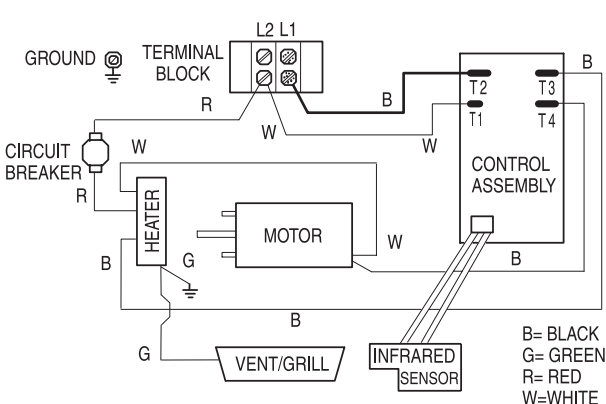 L2 L1
GROUND
TERMINAL
BLOCK
B
T2
T3
R
B
T1
T4
W
W
CIRCUIT
BREAKER
W
CONTROL
ASSEMBLY
R
HEATER
MOTOR
W
B
G
B
B
G
VENT/GRILL
INFRARED
SENSOR
B= BLACK
G= GREEN
R= RED
W=WHITE